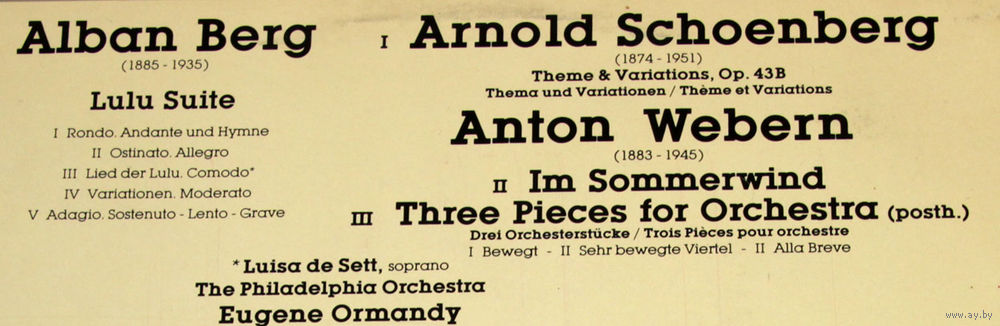 Alban Berg
(1885 - 1935)
Lulu Suite
I Rondo. Andante und Hymne
II Ostinato. Allegro
III Lied der Lulu. Comodo*
IV Variationen. Moderato
V Adagio. Sostenuto - Lento - Grave
I Arnold Schoenberg
(1874 - 1951)
Theme & Variations, Op. 43B
Thema und Variationen / Thème et Variations
Anton Webern
(1883 - 1945)
II Im Sommerwind
III Three Pieces for Orchestra (posth.)
Drei Orchesterstücke / Trois Pièces pour orchestre
I Bewegt - II Sehr bewegte Viertel - II Alla Breve
* Luisa de Sett, soprano
The Philadelphia Orchestra
Eugene Ormandy
www.ay.by